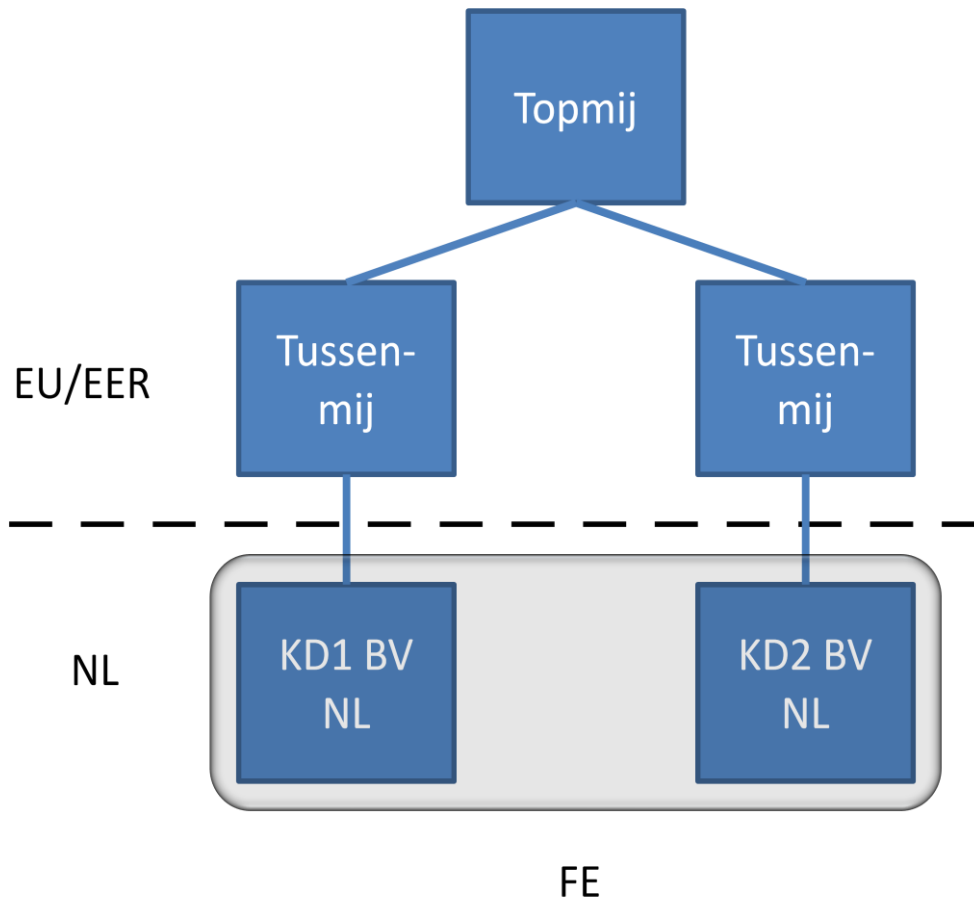 Topmij
Tussen-
mij
Tussen-
mij
EU/EER
KD1 BV
NL
KD2 BV
NL
NL
FE